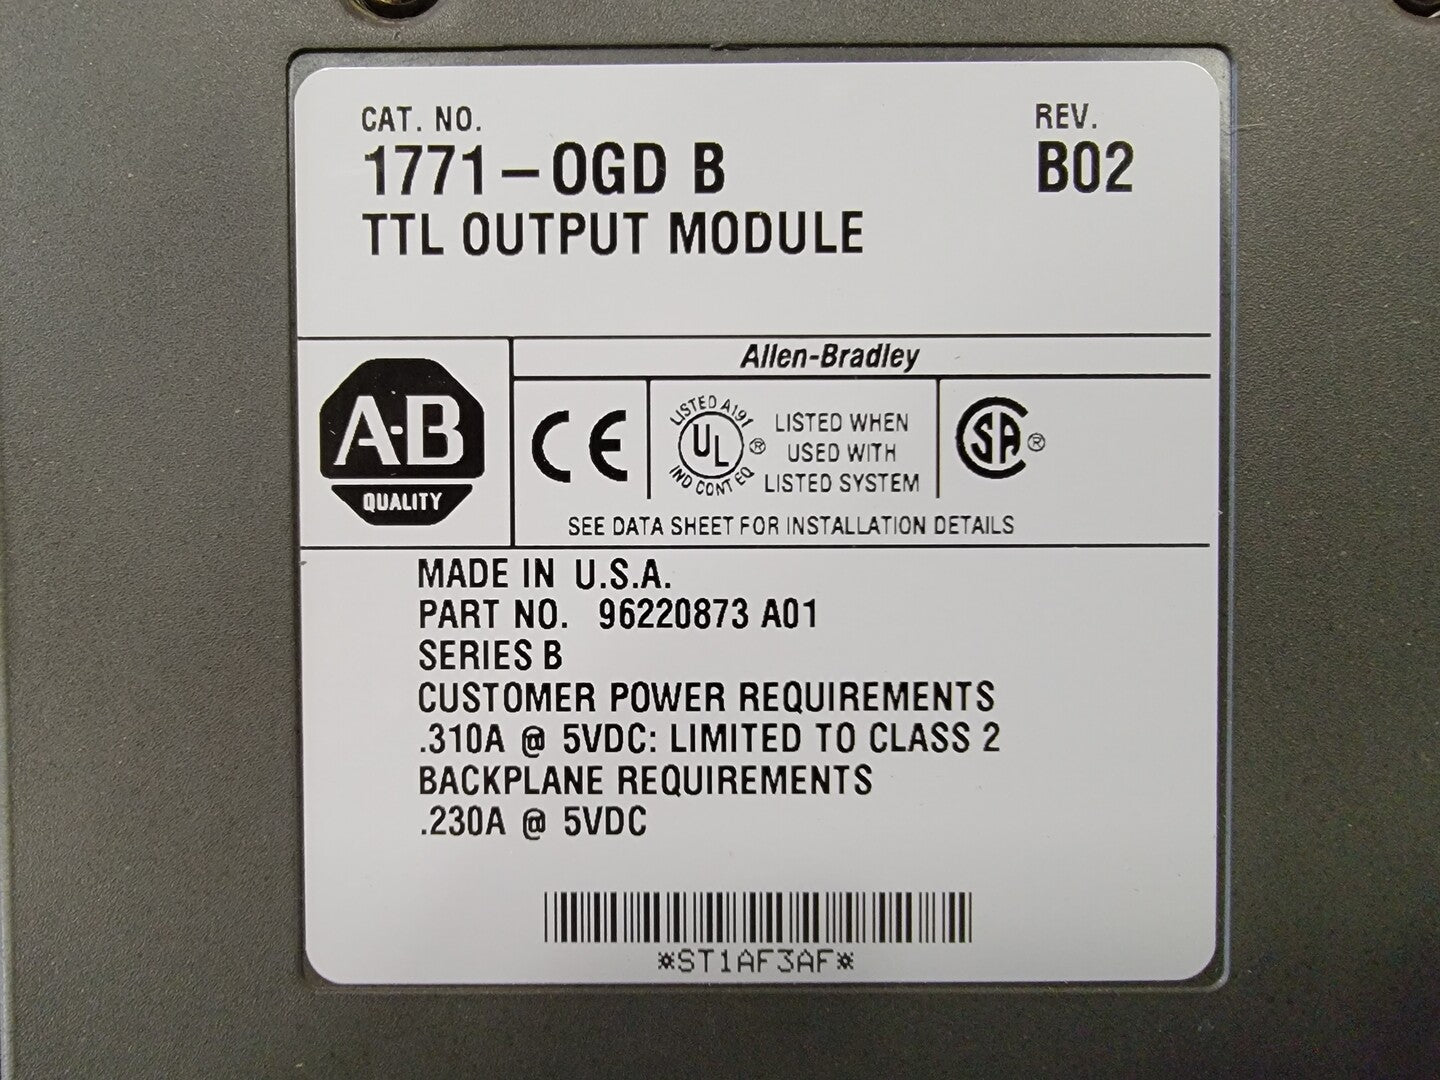 CAT. NO.
REV.
1771-OGD B
B02
TTL OUTPUT MODULE
Allen-Bradley
A-B
QUALITY
CE
LISTED A191
UL ®
IND CONT EQ
LISTED WHEN
USED WITH
LISTED SYSTEM
SA ®
SEE DATA SHEET FOR INSTALLATION DETAILS
MADE IN U.S.A.
PART NO. 96220873 A01
SERIES B
CUSTOMER POWER REQUIREMENTS
.310A @ 5VDC: LIMITED TO CLASS 2
BACKPLANE REQUIREMENTS
.230A @ 5VDC
*ST1AF3AF*